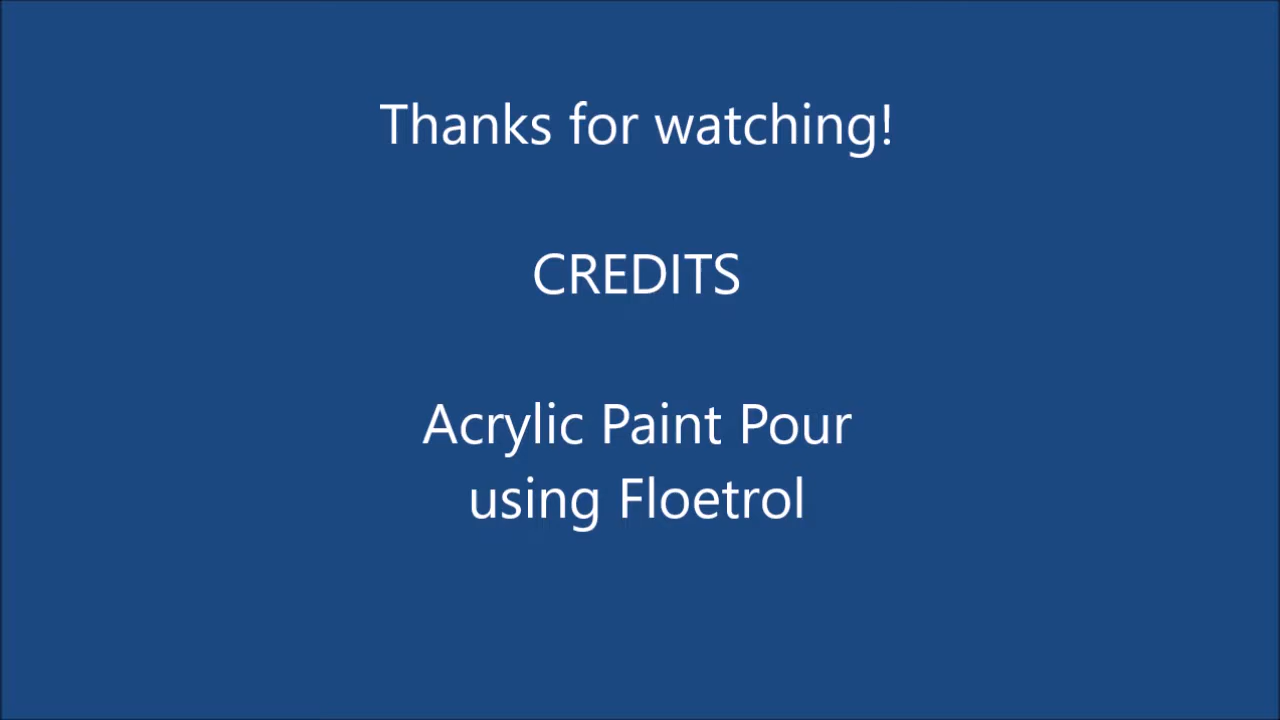 Thanks for watching!
CREDITS
Acrylic Paint Pour
using Floetrol